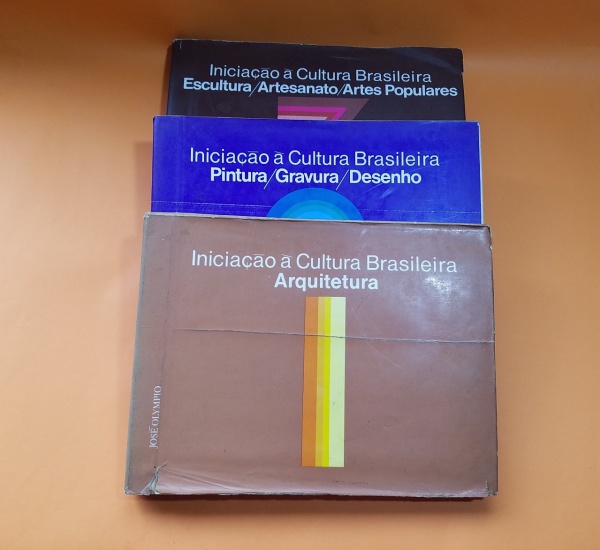 Iniciação à Cultura Brasileira
Escultura/Artesanato/Artes Populares
Iniciação à Cultura Brasileira
Pintura/Gravura/Desenho
Iniciação à Cultura Brasileira
Arquitetura
JOSÉ OLYMPIO